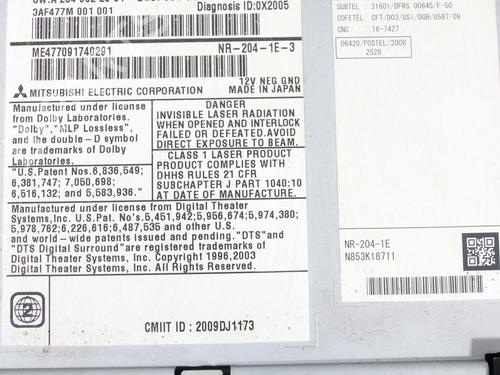 Diagnosis ID:0X2005
3AF477M 001 001
ME477091740291
NR-204-1E-3
12V NEG GND
MADE IN JAPAN
MITSUBISHI ELECTRIC CORPORATION
Manufactured under license
from Dolby Laboratories.
"Dolby","MLP Lossless",
and the double-D symbol
are trademarks of Dolby
Laboratories.
"U.S.Patent Nos.6,836,549;
6,381,747; 7,050,698;
6,516,132; and 5,583,936."
DANGER
INVISIBLE LASER RADIATION
WHEN OPENED AND INTERLOCK
FAILED OR DEFEATED.AVOID
DIRECT EXPOSURE TO BEAM.
CLASS 1 LASER PRODUCT
PRODUCT COMPLIES WITH
DHHS RULES 21 CFR
SUBCHAPTER J PART 1040:10
AT DATE OF MANUFACTURE.
Manufactured under license from Digital Theater
Systems,Inc. U.S.Pat. No's.5,451,942; 5,956,674; 5,974,380;
5,978,762; 6,226,616; 6,487,535 and other U.S.
and world-wide patents issued and pending. "DTS" and
"DTS Digital Surround"are registered trademarks of
Digital Theater Systems, Inc. Copyright 1996,2003
Digital Theater Systems, Inc. All Rights Reserved.
2
CMIIT ID : 2009DJ1173
SUBTEL : 31601/DFRS 00645/F-50
COFETEL : CFT/DO3/USI/DGB/0587/09
CNC : 16-7427
06420/POSTEL/2008
2528
NR-204-1E
N853K18711